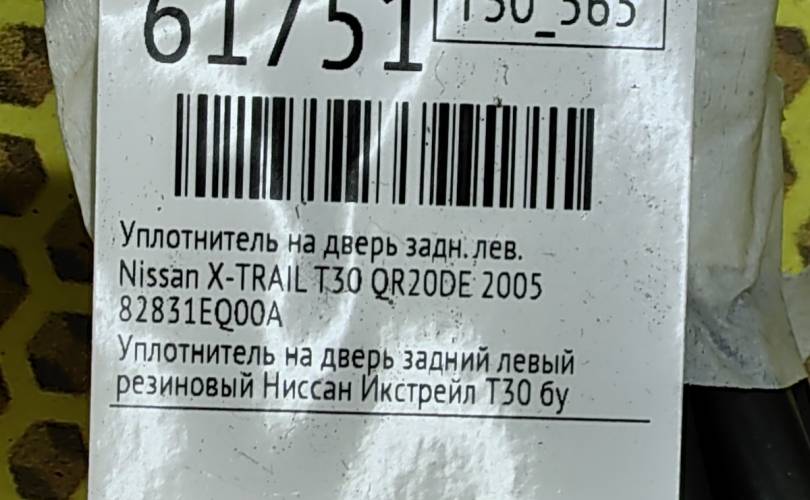 61751
T30_365
Уплотнитель на дверь задн. лев.
Nissan X-TRAIL T30 QR20DE 2005
82831EQ00A
Уплотнитель на дверь задний левый
резиновый Ниссан Икстрейл Т30 бу